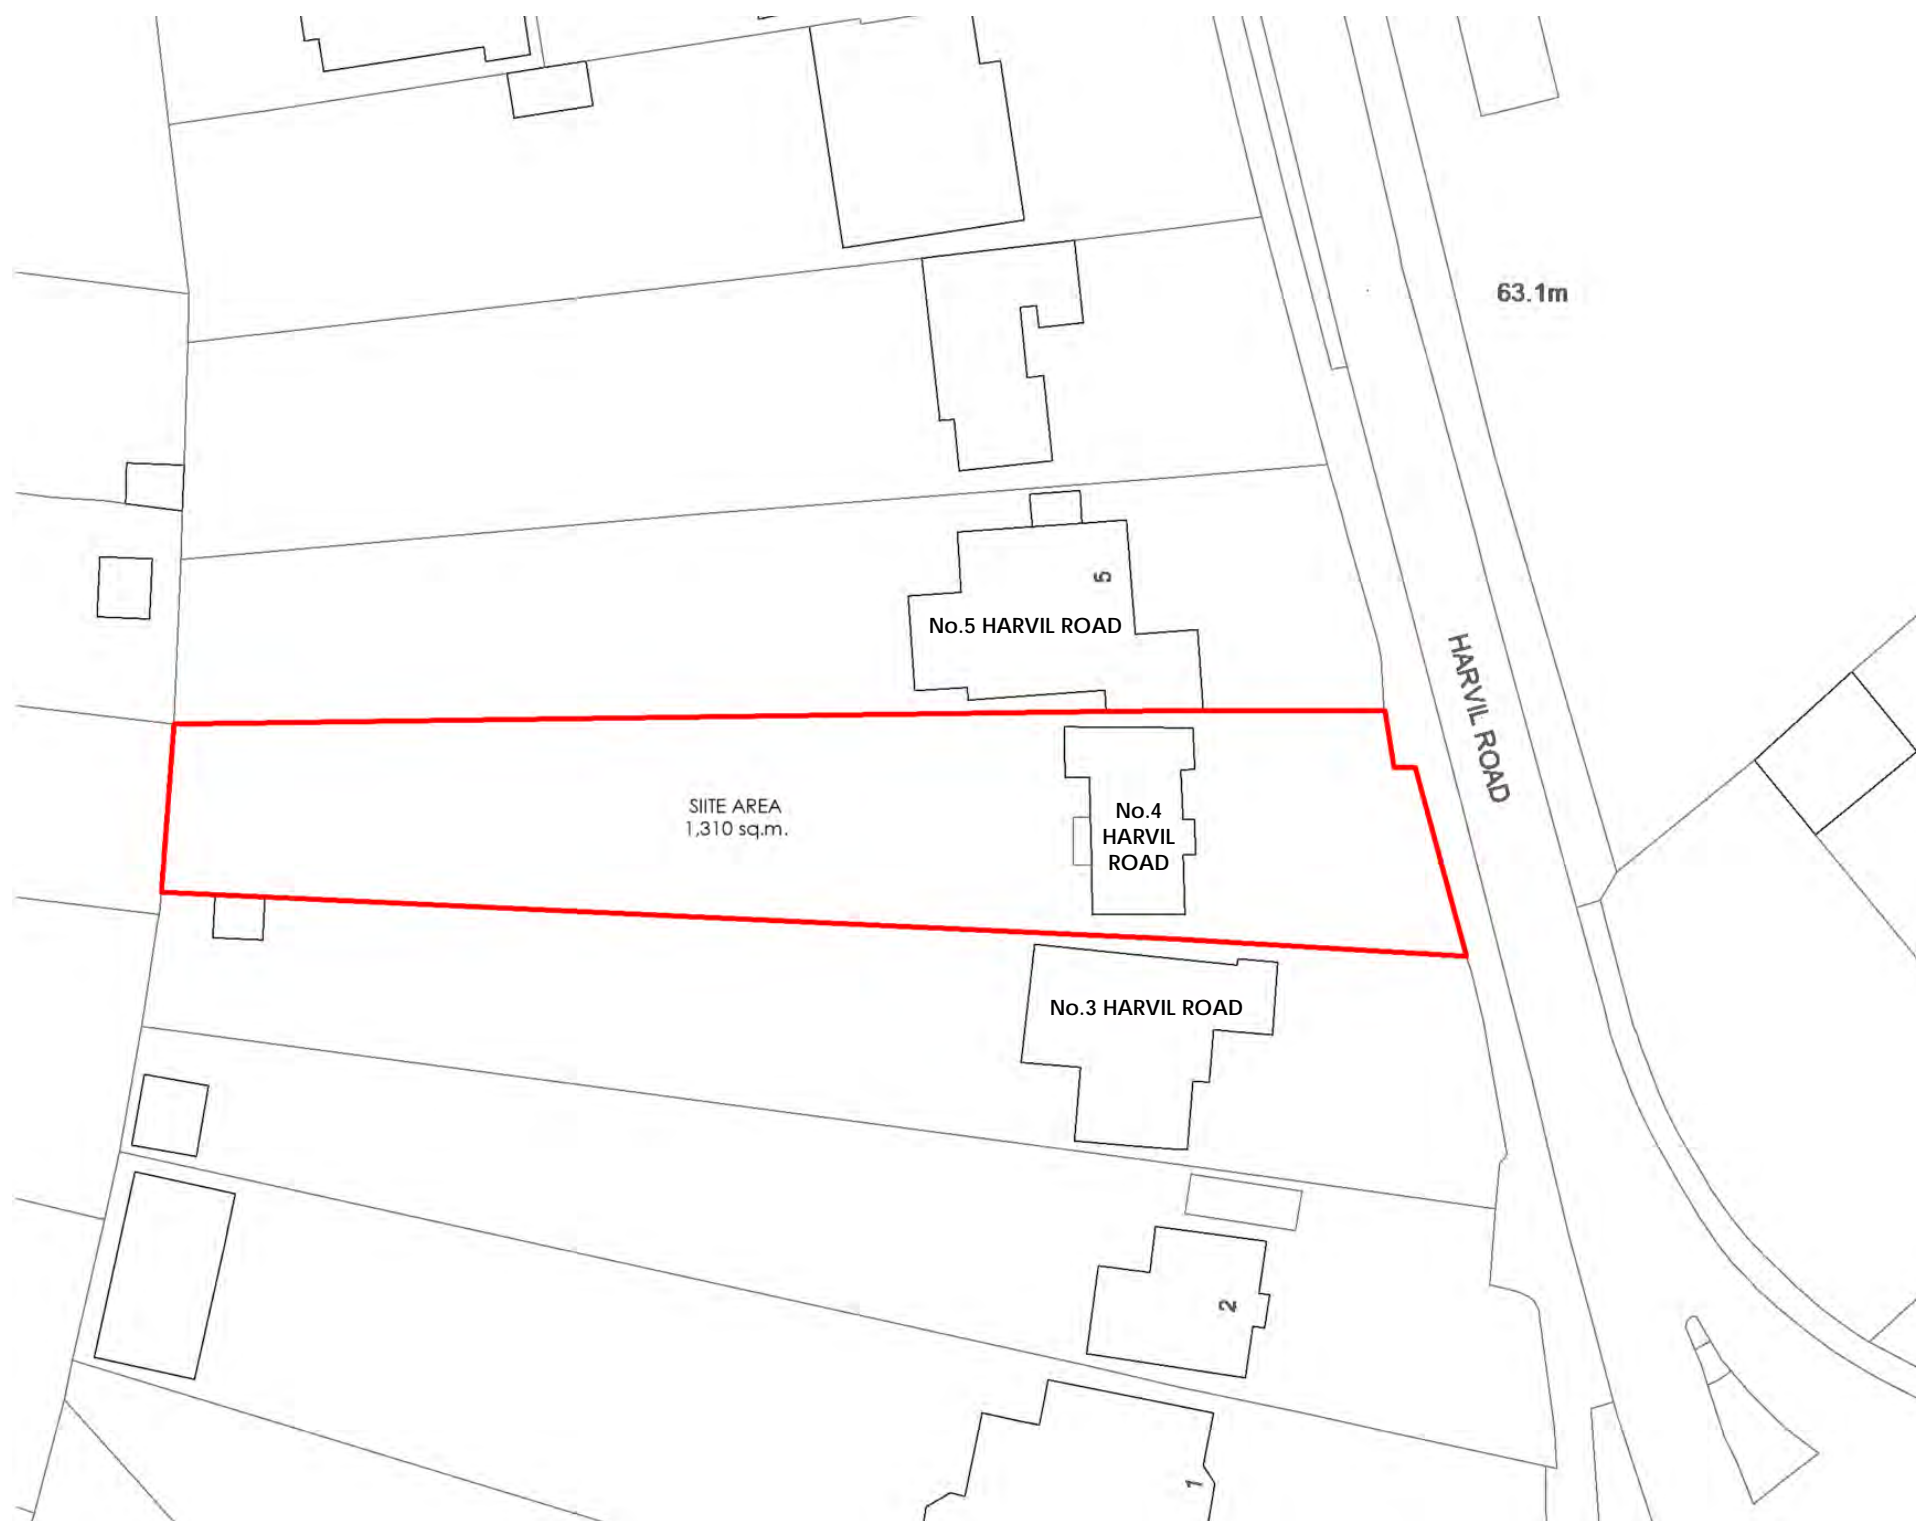 63.1m
5
No.5 HARVIL ROAD
HARVIL ROAD
SIITE AREA
1,310 sq.m.
No.4
HARVIL
ROAD
No.3 HARVIL ROAD
2
1